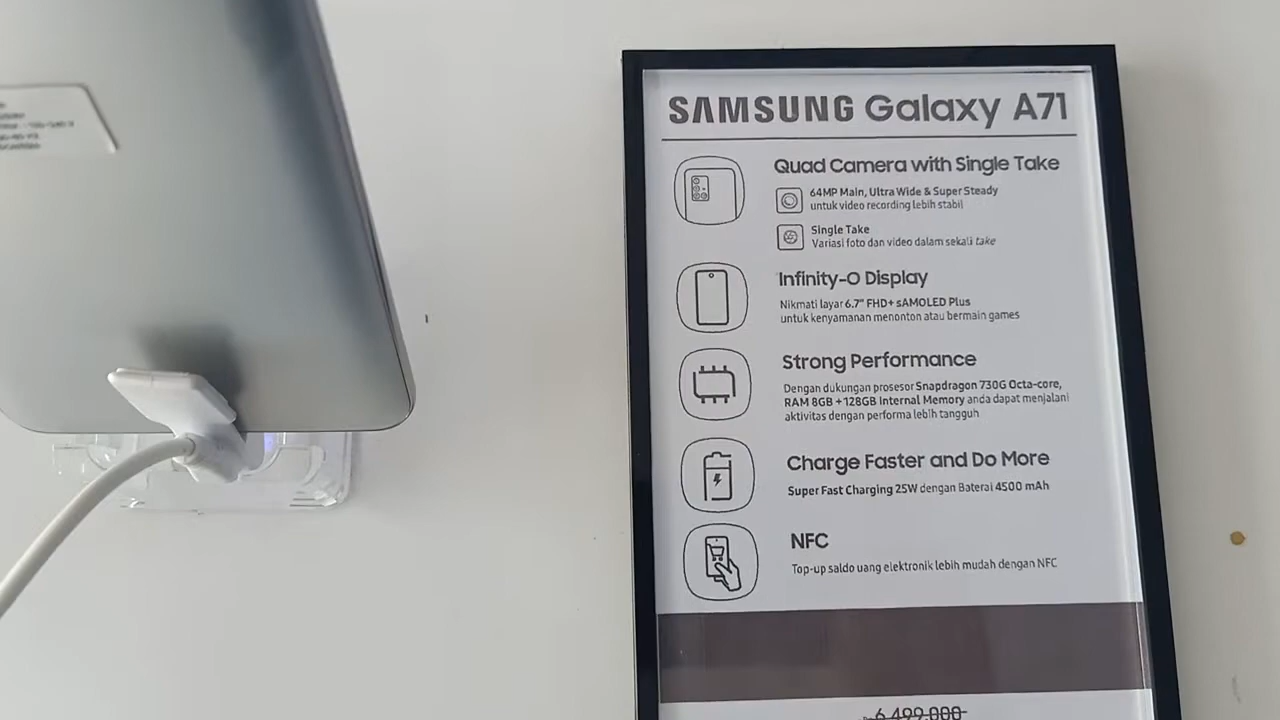 SAMSUNG Galaxy A71
Quad Camera with Single Take
64MP Main, Ultra Wide & Super Steady
untuk video recording lebih stabil
Single Take
Variasi foto dan video dalam sekali take
Infinity-O Display
Nikmati layar 6.7" FHD+ sAMOLED Plus
untuk kenyamanan menonton atau bermain games
Strong Performance
Dengan dukungan prosesor Snapdragon 730G Octa-core,
RAM 8GB + 128GB Internal Memory anda dapat menjalani
aktivitas dengan performa lebih tangguh
Charge Faster and Do More
Super Fast Charging 25W dengan Baterai 4500 mAh
NFC
Top-up saldo uang elektronik lebih mudah dengan NFC
6.499.000